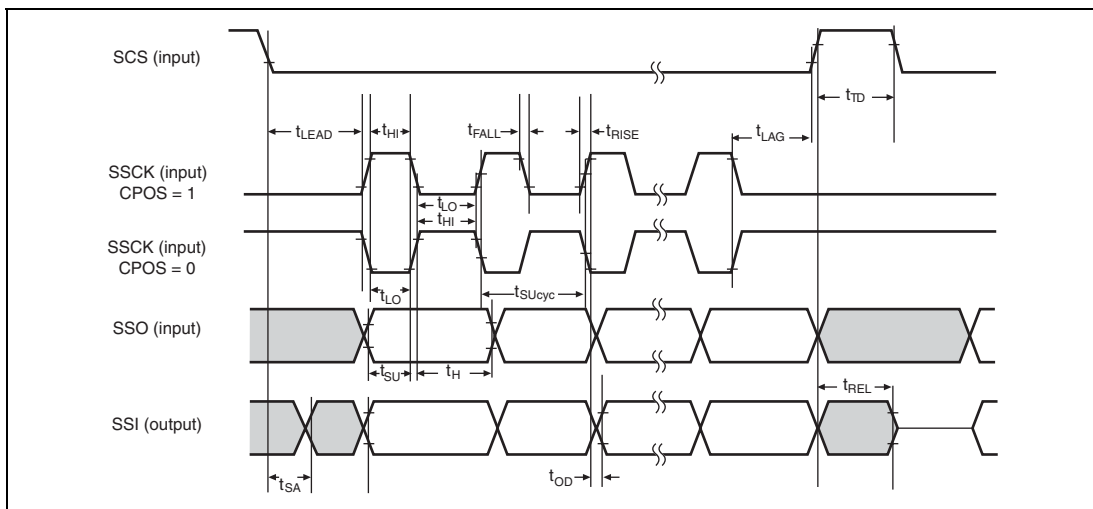 SCS (input)
tTD
tLEAD
tHI
tFALL
tRISE
tLAG
SSCK (input)
CPOS = 1
tLO
tHI
SSCK (input)
CPOS = 0
tLO
tSUcyc
SSO (input)
tSU
tH
tREL
SSI (output)
tSA
tOD